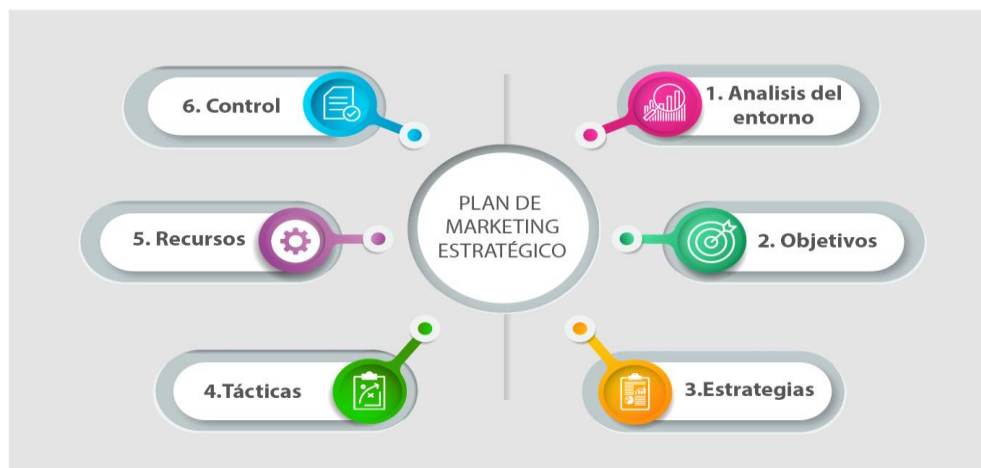 PLAN DE
MARKETING
ESTRATÉGICO
1. Analisis del
entorno
2. Objetivos
3.Estrategias
4.Tácticas
5. Recursos
6. Control